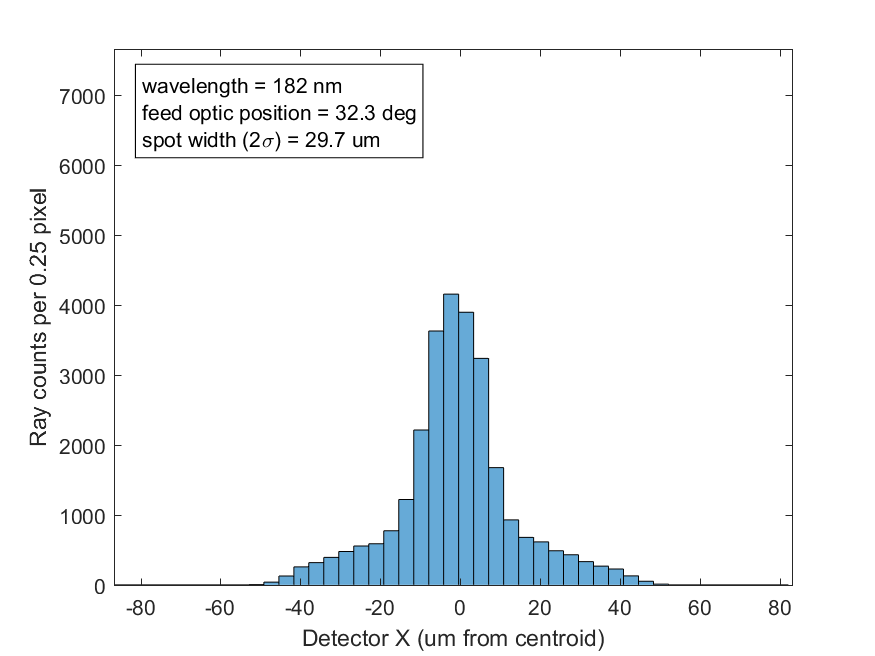 wavelength = 182 nm
feed optic position = 32.3 deg
spot width (2σ) = 29.7 um
7000
6000
5000
4000
3000
2000
1000
0
Ray counts per 0.25 pixel
-80 -60 -40 -20 0 20 40 60 80
Detector X (um from centroid)